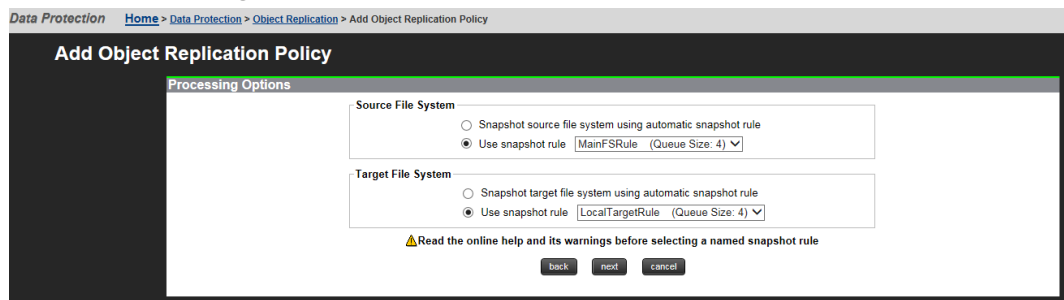 Data Protection Home > Data Protection > Object Replication > Add Object Replication Policy
Add Object Replication Policy
Processing Options
Source File System
Snapshot source file system using automatic snapshot rule
Use snapshot rule MainFSRule (Queue Size: 4)
Target File System
Snapshot target file system using automatic snapshot rule
Use snapshot rule LocalTargetRule (Queue Size: 4)
Read the online help and its warnings before selecting a named snapshot rule
back next cancel